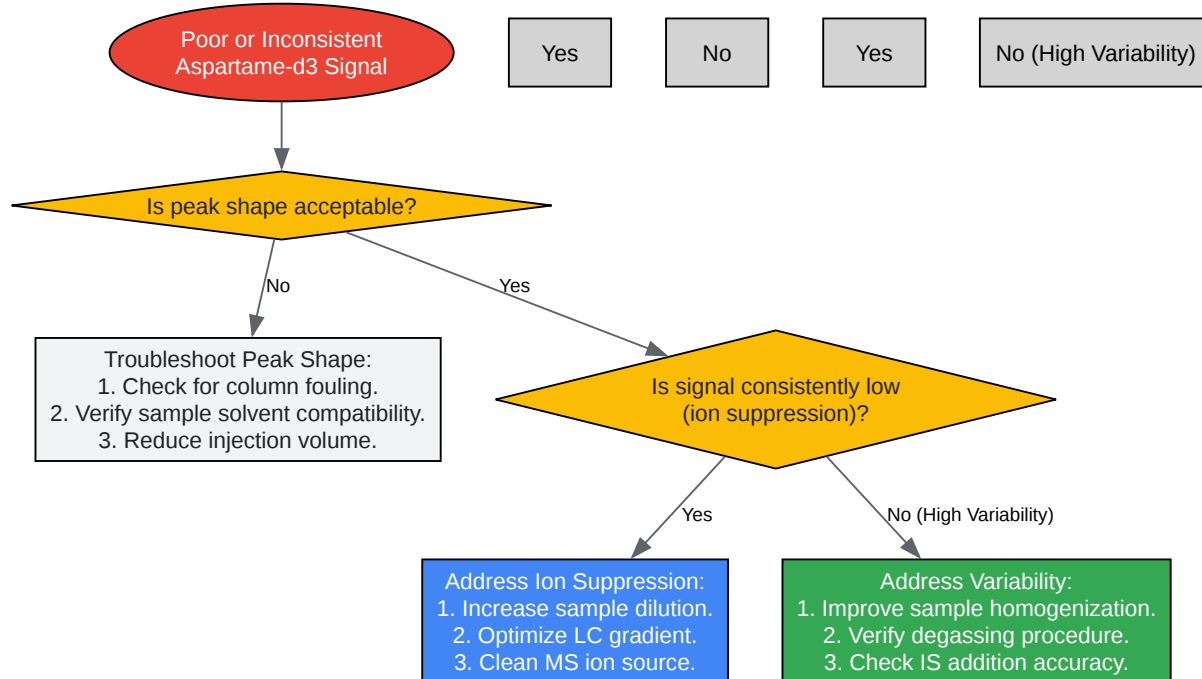 Poor or Inconsistent
Aspartame-d3 Signal
Yes
No
Yes
No (High Variability)
Is peak shape acceptable?
No
Yes
Troubleshoot Peak Shape:
1. Check for column fouling.
2. Verify sample solvent compatibility.
3. Reduce injection volume.
Is signal consistently low
(ion suppression)?
Yes
No (High Variability)
Address Ion Suppression:
1. Increase sample dilution.
2. Optimize LC gradient.
3. Clean MS ion source.
Address Variability:
1. Improve sample homogenization.
2. Verify degassing procedure.
3. Check IS addition accuracy.